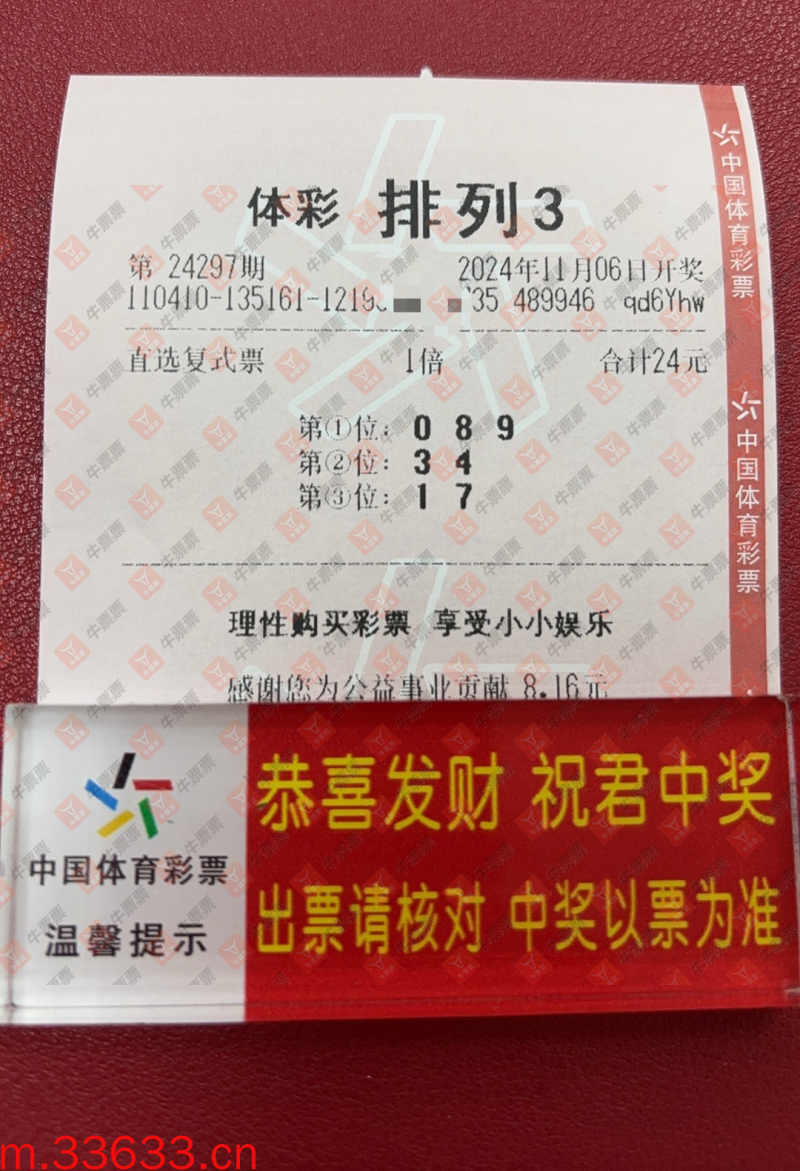 体彩 排列3
第 24297期 2024年11月06日开奖
110410-135161-1219 35 489946 qd6Yhw
直选复式票 1倍 合计24元
第①位: 0 8 9
第②位: 3 4
第③位: 1 7
理性购买彩票 享受小小娱乐
感谢您为公益事业贡献 8.16元
中国体育彩票
中国体育彩票
恭喜发财 祝君中奖
出票请核对 中奖以票为准
中国体育彩票
温馨提示
牛票票
m.33633.cn